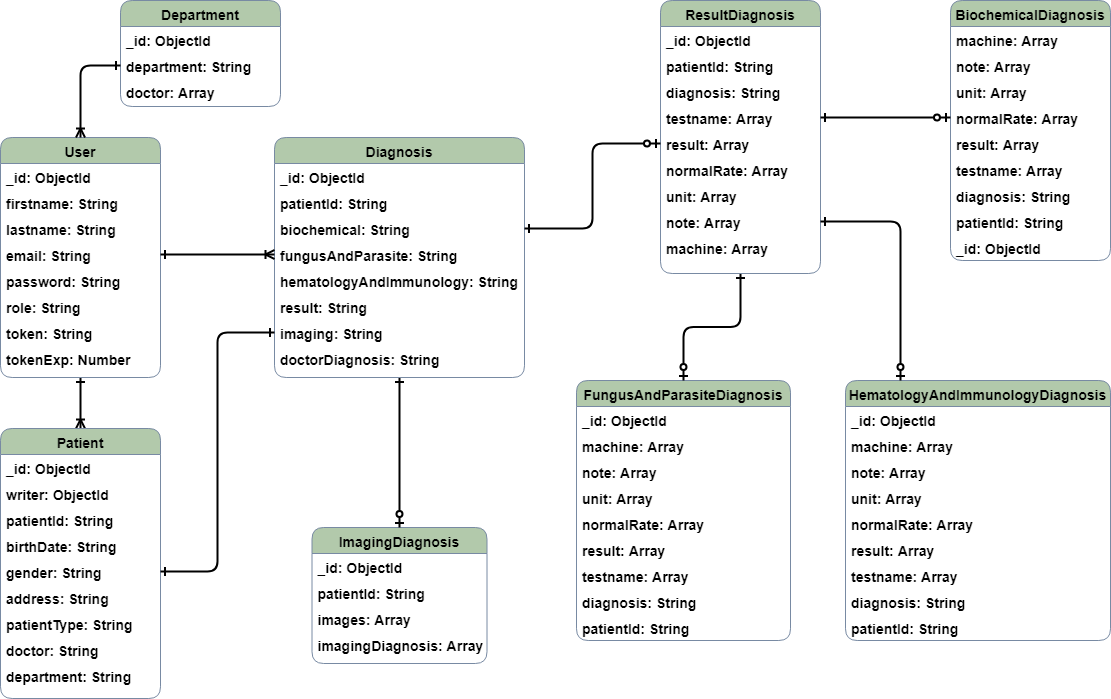 Department
_id: ObjectId
department: String
doctor: Array
User
_id: ObjectId
firstname: String
lastname: String
email: String
password: String
role: String
token: String
tokenExp: Number
Patient
_id: ObjectId
writer: ObjectId
patientId: String
birthDate: String
gender: String
address: String
patientType: String
doctor: String
department: String
Diagnosis
_id: ObjectId
patientId: String
biochemical: String
fungusAndParasite: String
hematologyAndImmunology: String
result: String
imaging: String
doctorDiagnosis: String
ImagingDiagnosis
_id: ObjectId
patientId: String
images: Array
imagingDiagnosis: Array
ResultDiagnosis
_id: ObjectId
patientId: String
diagnosis: String
testname: Array
result: Array
normalRate: Array
unit: Array
note: Array
machine: Array
BiochemicalDiagnosis
machine: Array
note: Array
unit: Array
normalRate: Array
result: Array
testname: Array
diagnosis: String
patientId: String
_id: ObjectId
FungusAndParasiteDiagnosis
_id: ObjectId
machine: Array
note: Array
unit: Array
normalRate: Array
result: Array
testname: Array
diagnosis: String
patientId: String
HematologyAndImmunologyDiagnosis
_id: ObjectId
machine: Array
note: Array
unit: Array
normalRate: Array
result: Array
testname: Array
diagnosis: String
patientId: String